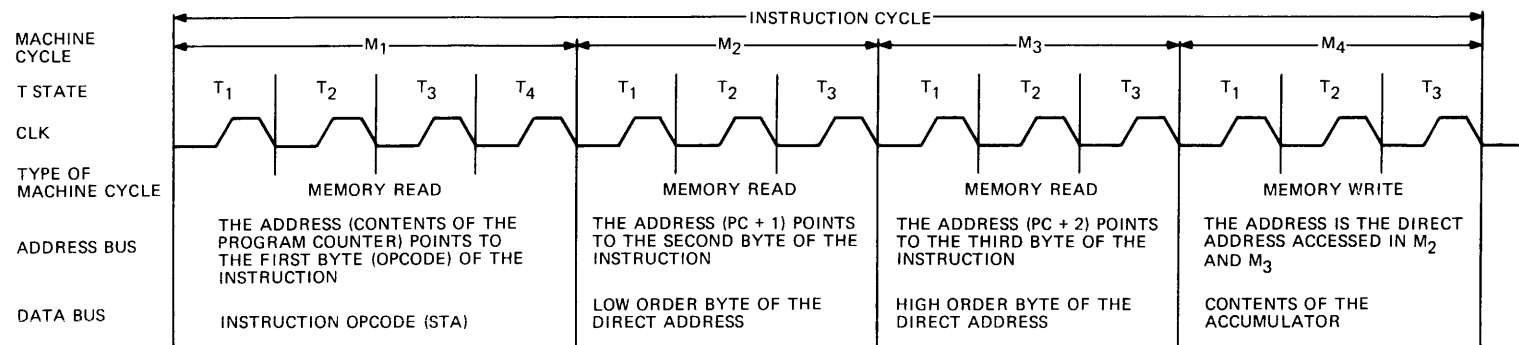 INSTRUCTION CYCLE
MACHINE CYCLE
M1 M2 M3 M4
T STATE T1 T2 T3 T4 T1 T2 T3 T1 T2 T3 T1 T2 T3
CLK
TYPE OF MACHINE CYCLE
MEMORY READ MEMORY READ MEMORY READ MEMORY WRITE
ADDRESS BUS
THE ADDRESS (CONTENTS OF THE
PROGRAM COUNTER) POINTS TO
THE FIRST BYTE (OPCODE) OF THE
INSTRUCTION
THE ADDRESS (PC + 1) POINTS
TO THE SECOND BYTE OF THE
INSTRUCTION
THE ADDRESS (PC + 2) POINTS
TO THE THIRD BYTE OF THE
INSTRUCTION
THE ADDRESS IS THE DIRECT
ADDRESS ACCESSED IN M2
AND M3
DATA BUS
INSTRUCTION OPCODE (STA)
LOW ORDER BYTE OF THE
DIRECT ADDRESS
HIGH ORDER BYTE OF THE
DIRECT ADDRESS
CONTENTS OF THE
ACCUMULATOR